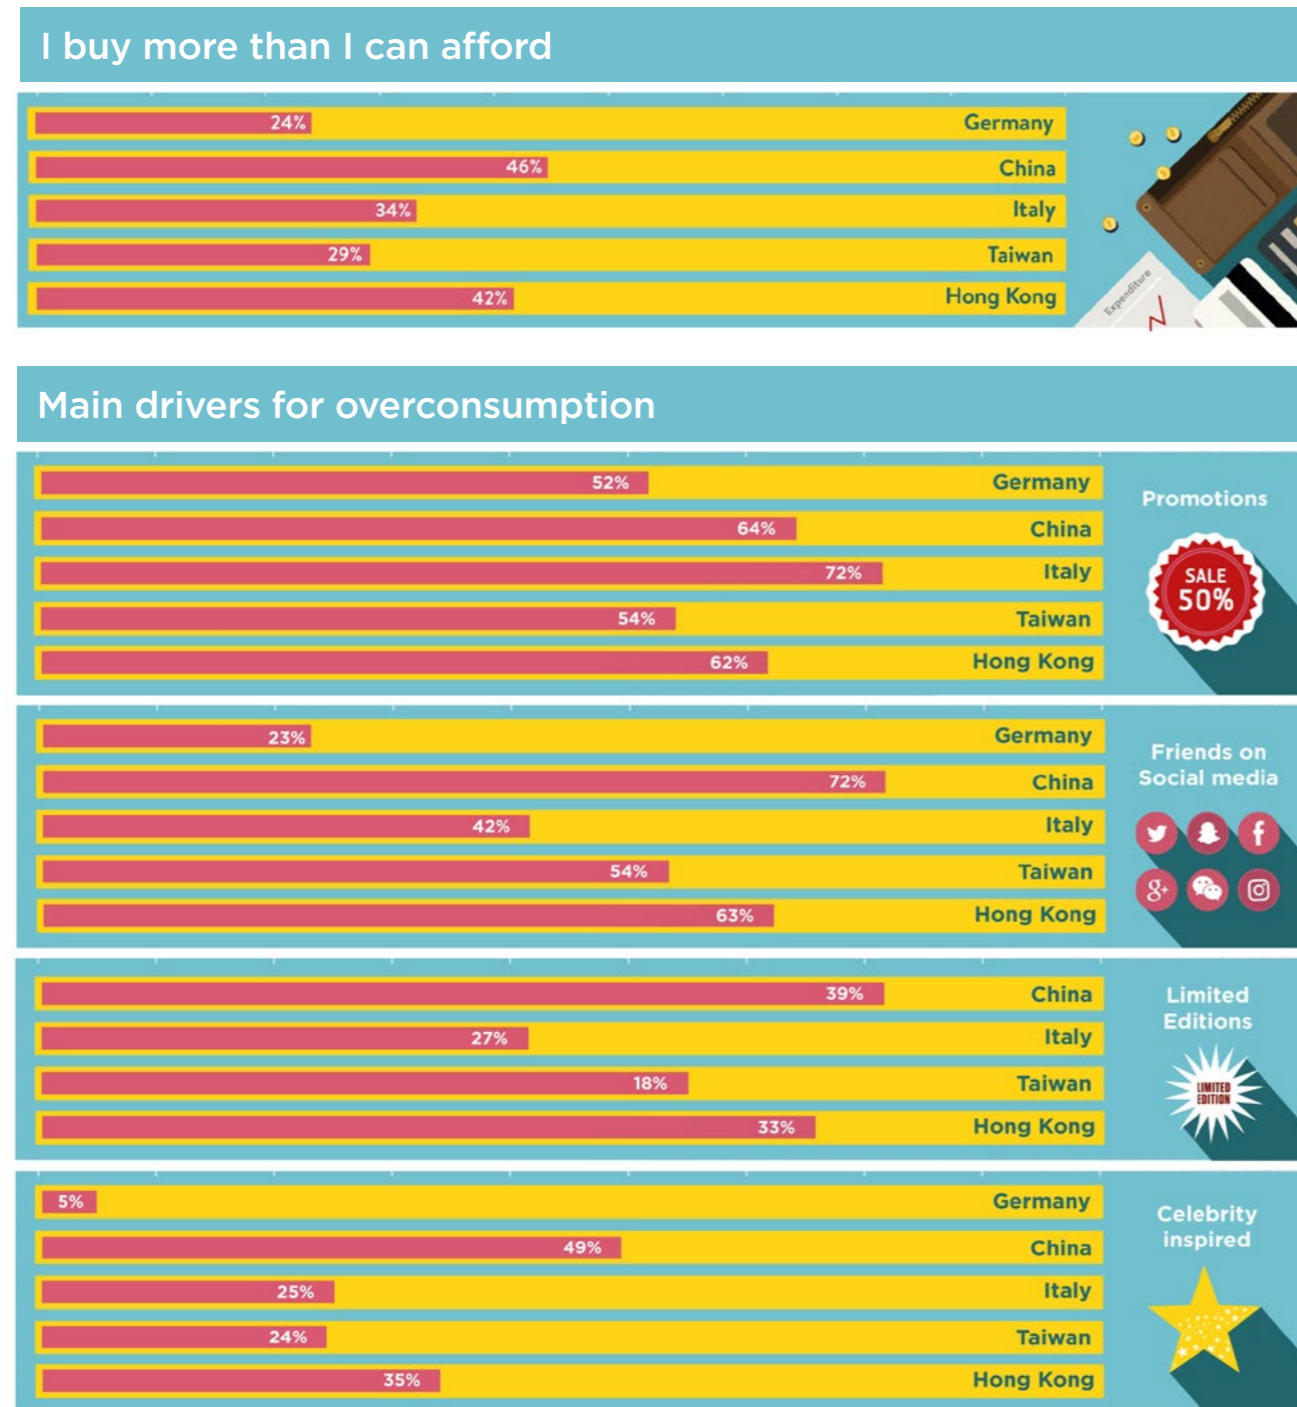 I buy more than I can afford
24% Germany
46% China
34% Italy
29% Taiwan
42% Hong Kong
Expenditure
Main drivers for overconsumption
52% Germany
64% China
72% Italy
54% Taiwan
62% Hong Kong
Promotions
SALE
50%
23% Germany
72% China
42% Italy
54% Taiwan
63% Hong Kong
Friends on
Social media
f
g+
39% China
27% Italy
18% Taiwan
33% Hong Kong
Limited
Editions
LIMITED
EDITION
5% Germany
49% China
25% Italy
24% Taiwan
35% Hong Kong
Celebrity
inspired